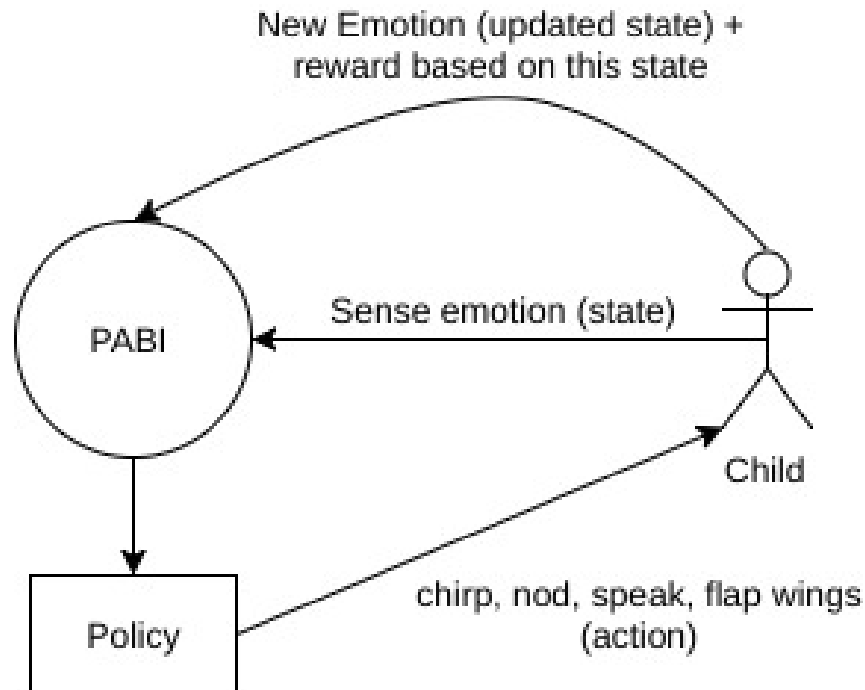 New Emotion (updated state) +
reward based on this state
Sense emotion (state)
PABI
Child
chirp, nod, speak, flap wings
(action)
Policy